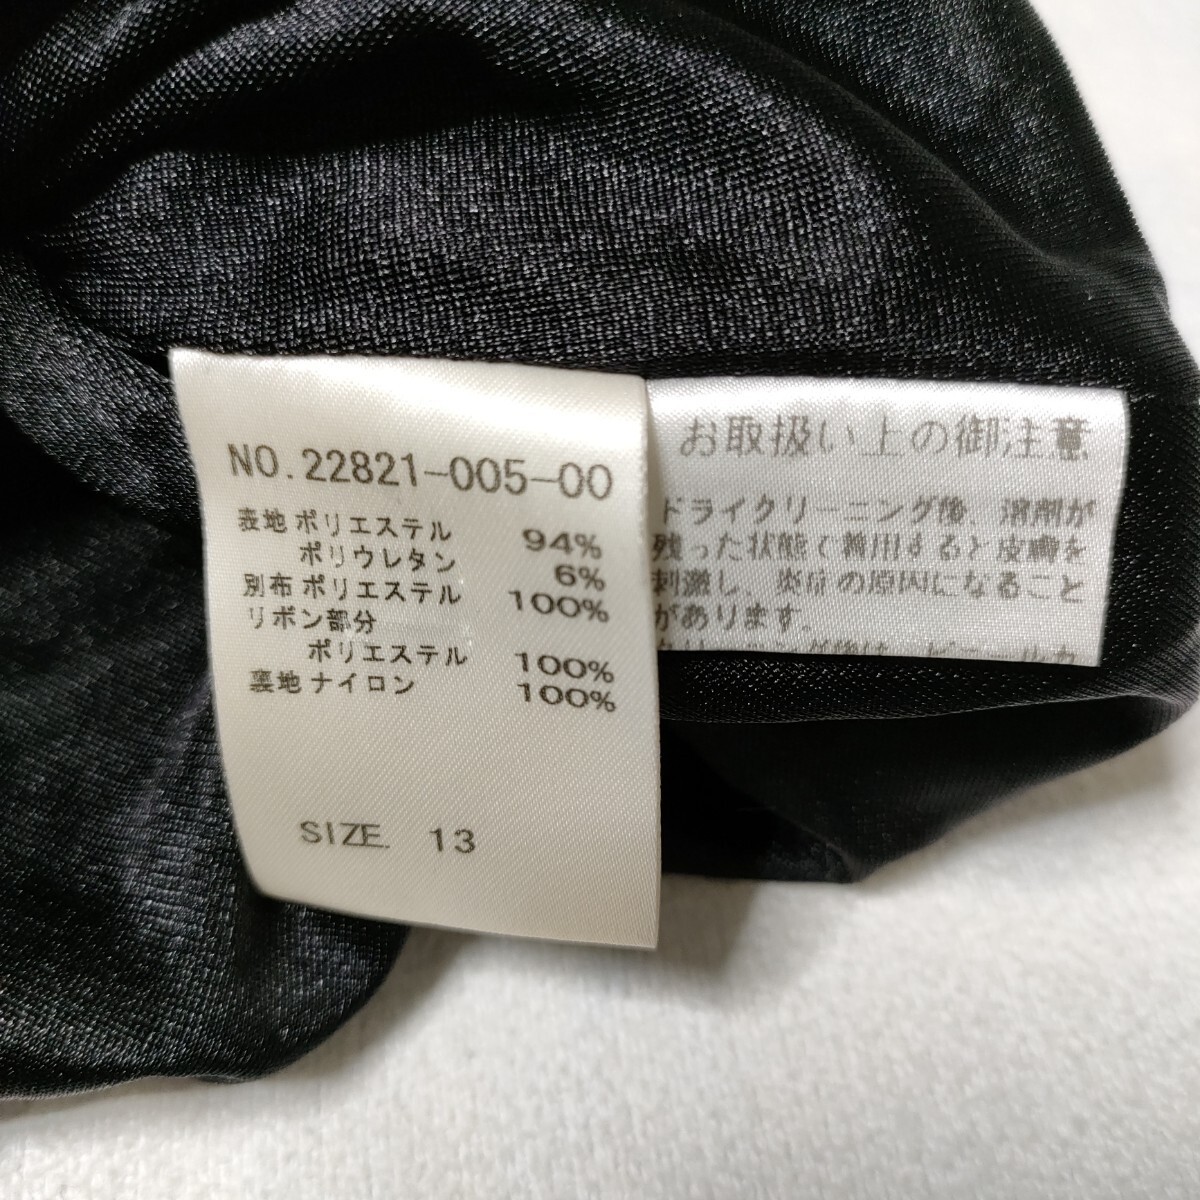 NO.22821-005-00
表地 ポリエステル 94%
ポリウレタン 6%
別布 ポリエステル 100%
リボン部分
ポリエステル 100%
裏地 ナイロン 100%
SIZE. 13
お取扱い上の御注意
ドライクリーニング後 溶剤が
残った状態で着用すると皮膚を
刺激し、炎症の原因になること
があります。